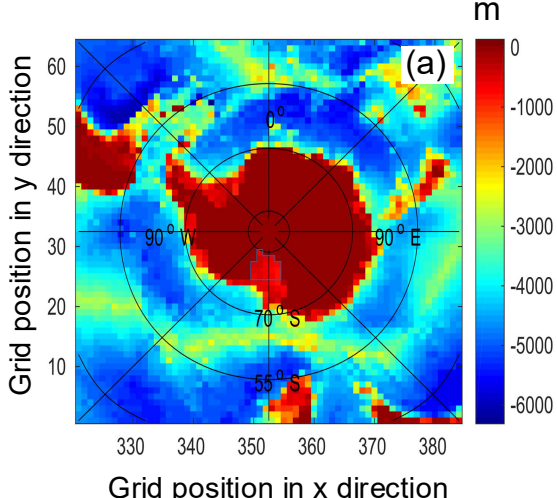 m
(a)
60
50
40
30
20
10
330
340
350
360
370
380
0
-1000
-2000
-3000
-4000
-5000
-6000
0°
90° W
90° E
70° S
55° S
Grid position in y direction
Grid position in x direction